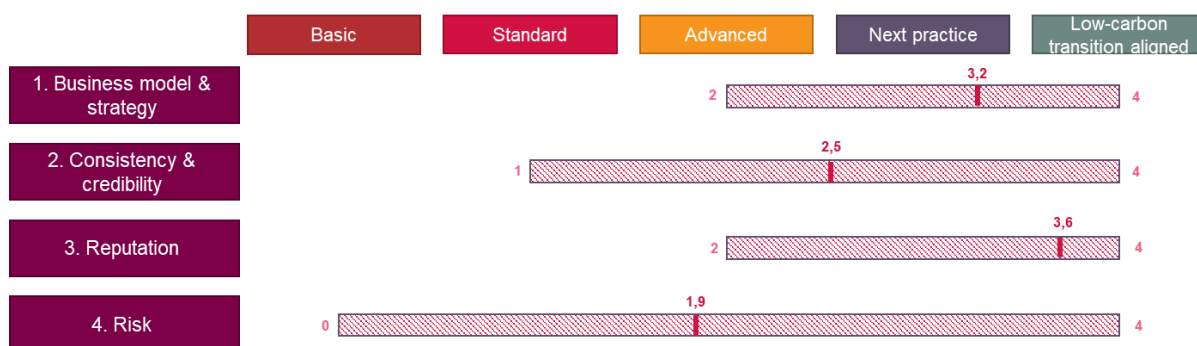 Basic
Standard
Advanced
Next practice
Low-carbon
transition aligned
1. Business model &
strategy
2
3,2
4
2. Consistency &
credibility
1
2,5
4
3. Reputation
2
3,6
4
4. Risk
0
1,9
4